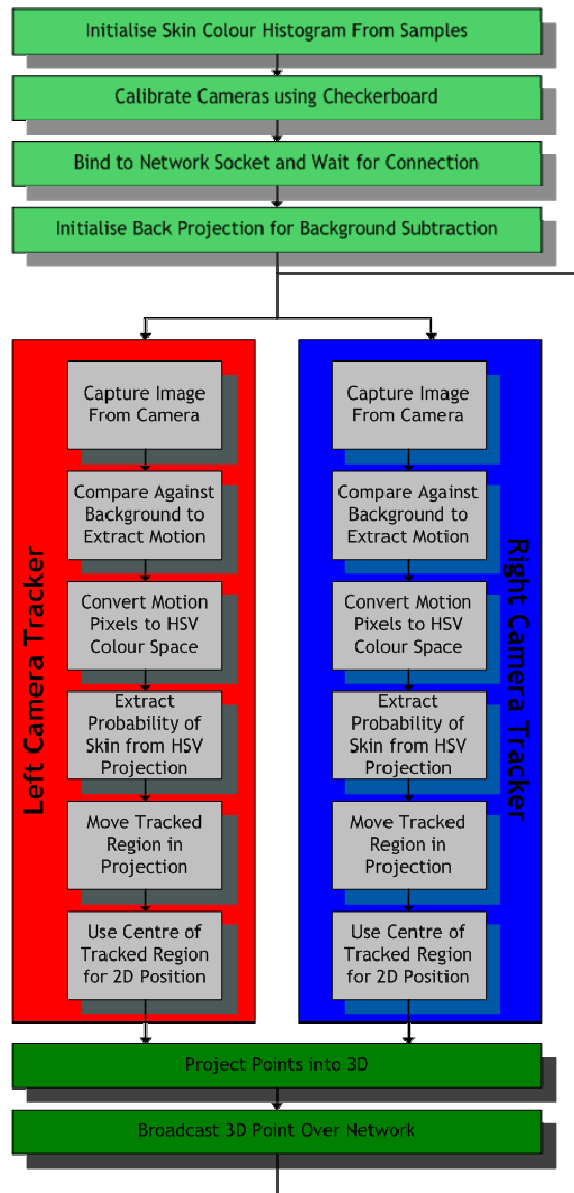 Initialise Skin Colour Histogram From Samples
Calibrate Cameras using Checkerboard
Bind to Network Socket and Wait for Connection
Initialise Back Projection for Background Subtraction
Left Camera Tracker
Capture Image
From Camera
Compare Against
Background to
Extract Motion
Convert Motion
Pixels to HSV
Colour Space
Extract
Probability of
Skin from HSV
Projection
Move Tracked
Region in
Projection
Use Centre of
Tracked Region
for 2D Position
Right Camera Tracker
Capture Image
From Camera
Compare Against
Background to
Extract Motion
Convert Motion
Pixels to HSV
Colour Space
Extract
Probability of
Skin from HSV
Projection
Move Tracked
Region in
Projection
Use Centre of
Tracked Region
for 2D Position
Project Points into 3D
Broadcast 3D Point Over Network